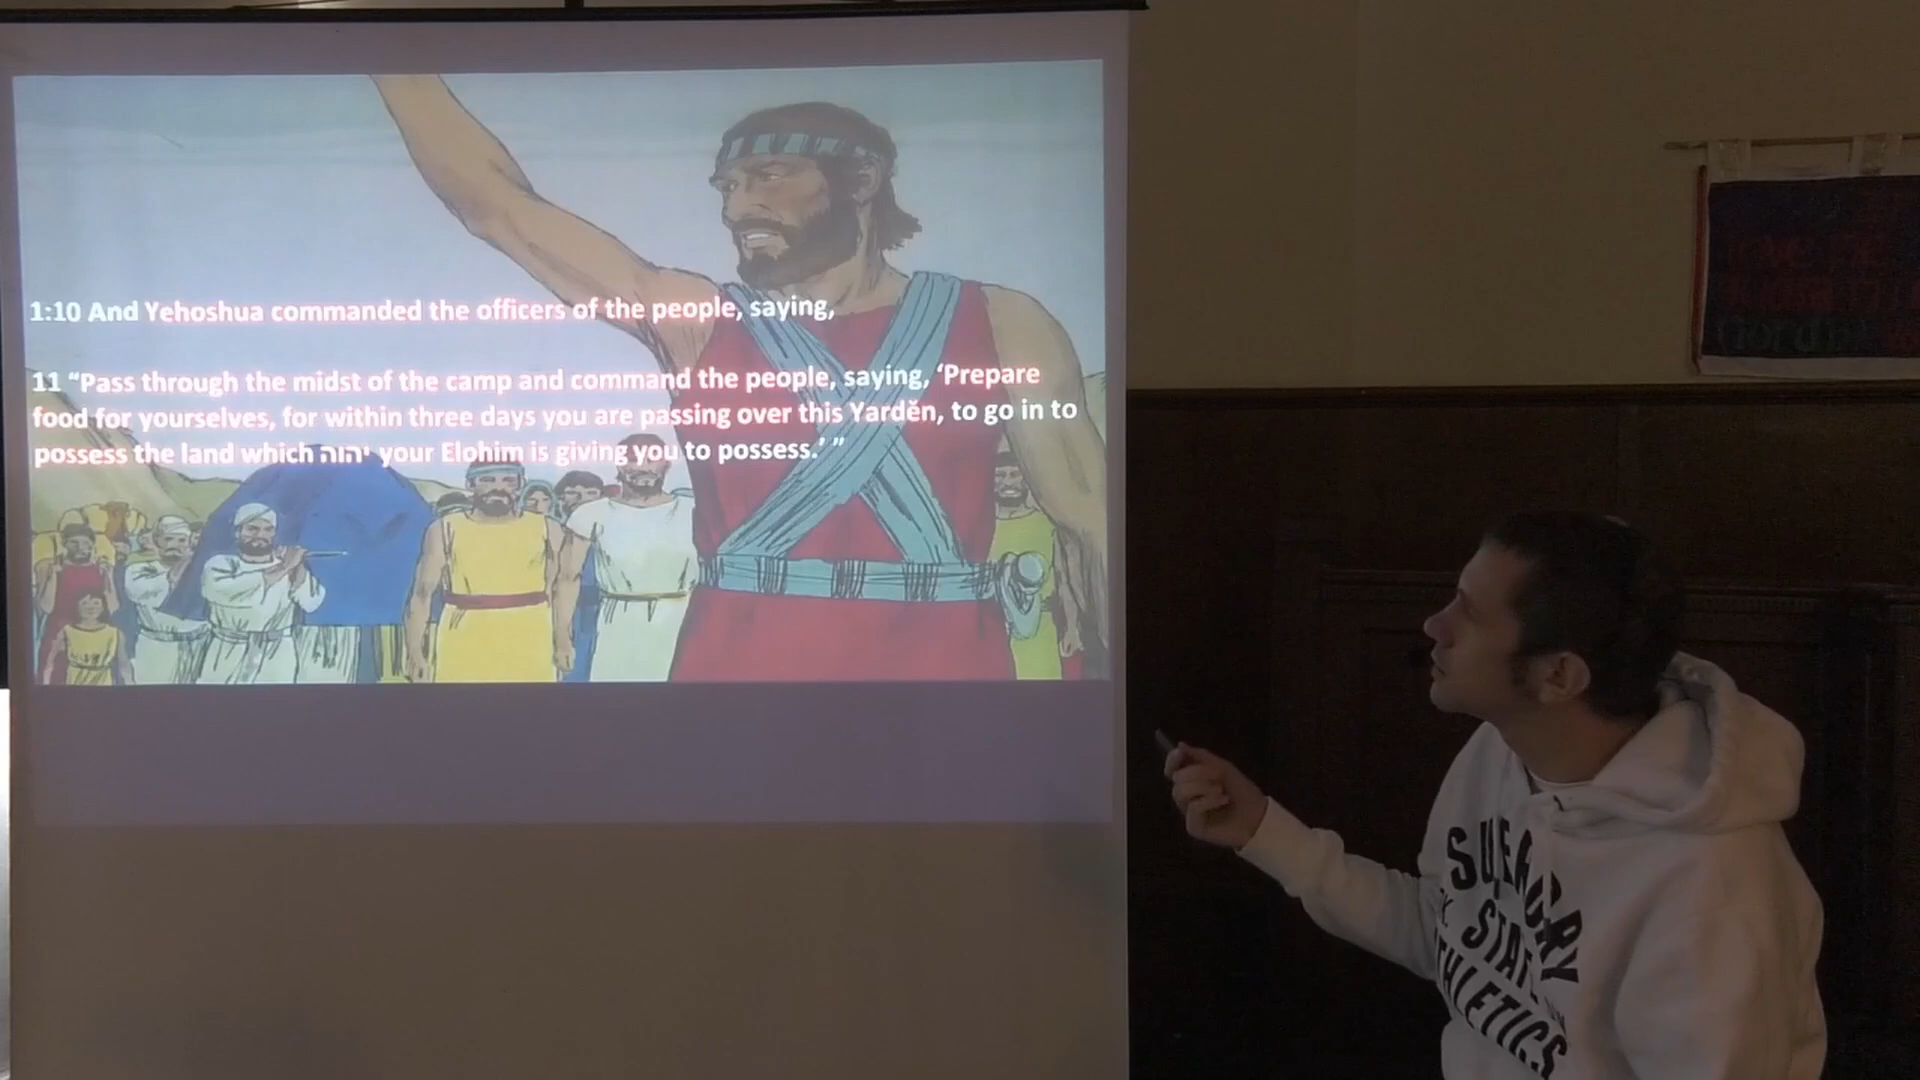 1:10 And Yehoshua commanded the officers of the people, saying,
11 “Pass through the midst of the camp and command the people, saying, ‘Prepare
food for yourselves, for within three days you are passing over this Yardĕn, to go in to
possess the land which יהוה your Elohim is giving you to possess.’ ”
STAT
ATHLETICS